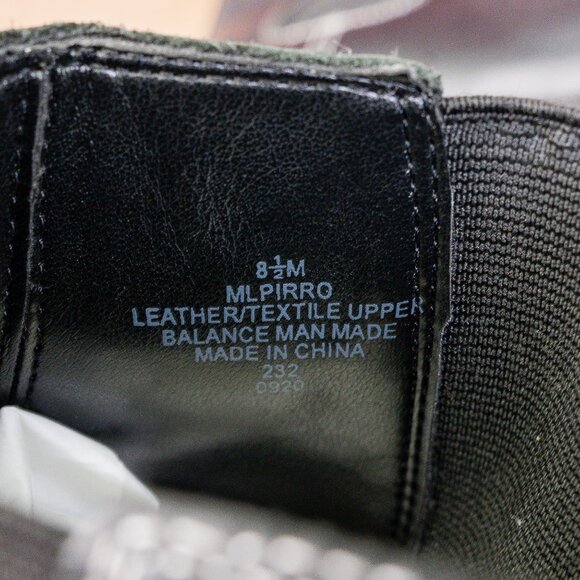 8½M
MLPIRRO
LEATHER/TEXTILE UPPER
BALANCE MAN MADE
MADE IN CHINA
232
0920